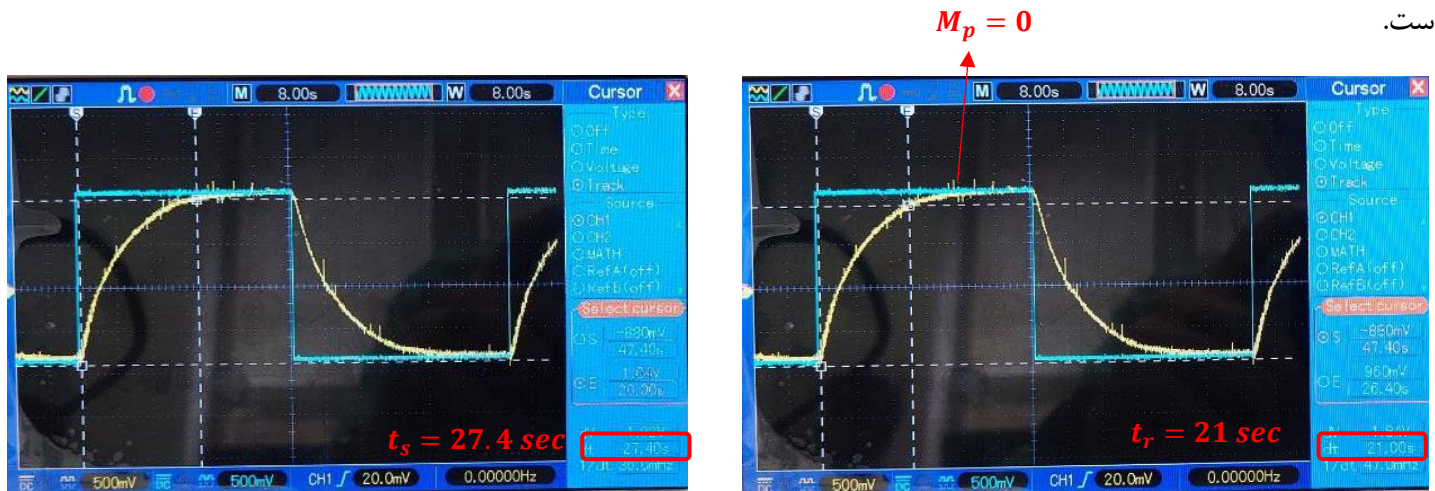 ست.
M_p = 0
M 8.00s W 8.00s Cursor
Type
Off
Time
Voltage
Track
Source
CH1
CH2
MATH
RefA(off)
RefB(off)
Select cursor
S -880mV
47.40s
E 1.04V
20.00s
27.40s
t_s = 27.4 sec
500mV 500mV CH1 20.0mV 0.00000Hz
M 8.00s W 8.00s Cursor
Type
Off
Time
Voltage
Track
Source
CH1
CH2
MATH
RefA(off)
RefB(off)
Select cursor
S -880mV
47.40s
E 960mV
26.40s
21.00s
1/dt 47.0mHz
t_r = 21 sec
500mV 500mV CH1 20.0mV 0.00000Hz